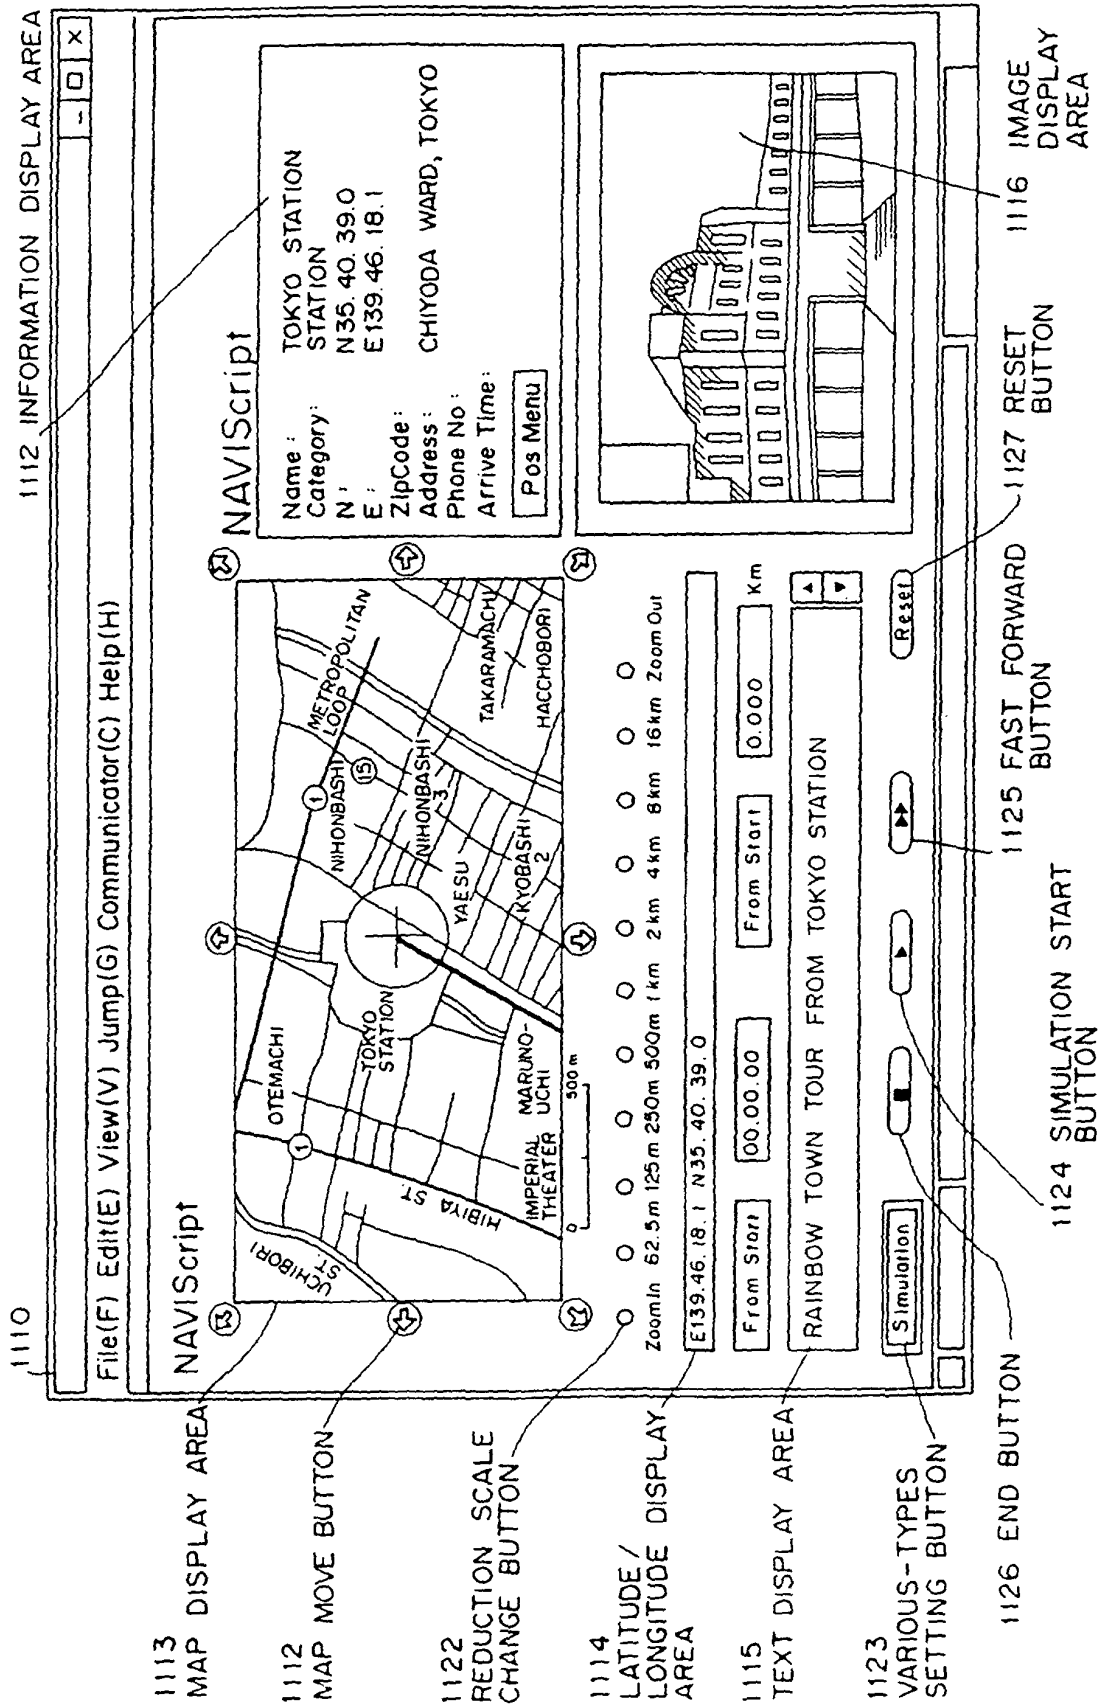 1110
1112 INFORMATION DISPLAY AREA
File(F) Edit(E) View(V) Jump(G) Communicator(C) Help(H)
NAVIScript
NAVIScript
1113
MAP DISPLAY AREA
1112
MAP MOVE BUTTON
1122
REDUCTION SCALE
CHANGE BUTTON
1114
LATITUDE/
LONGITUDE DISPLAY
AREA
1115
TEXT DISPLAY AREA
1123
VARIOUS-TYPES
SETTING BUTTON
1126 END BUTTON
UCHIBORI
ST.
OTEMACHI
1
1
HIBIYA ST.
TOKYO
STATION
IMPERIAL
THEATER
MARUNO-
UCHI
NIHONBASHI
15
METROPOLITAN
LOOP
NIHONBASHI
3
YAESU
KYOBASHI
2
TAKARAMACHI
HACCHOBORI
0 500m
Name: TOKYO STATION
Category: STATION
N: N35.40.39.0
E: E139.46.18.1
ZipCode:
Address: CHIYODA WARD, TOKYO
Phone No:
Arrive Time:
Pos Menu
ZoomIn 62.5m 125m 250m 500m 1km 2km 4km 8km 16km ZoomOut
E139.46.18.1 N35.40.39.0
From Start 00.00.00 From Start 0.000 Km
RAINBOW TOWN TOUR FROM TOKYO STATION
Simulation Reset
1124 SIMULATION START
BUTTON
1125 FAST FORWARD
BUTTON
1127 RESET
BUTTON
1116 IMAGE
DISPLAY
AREA